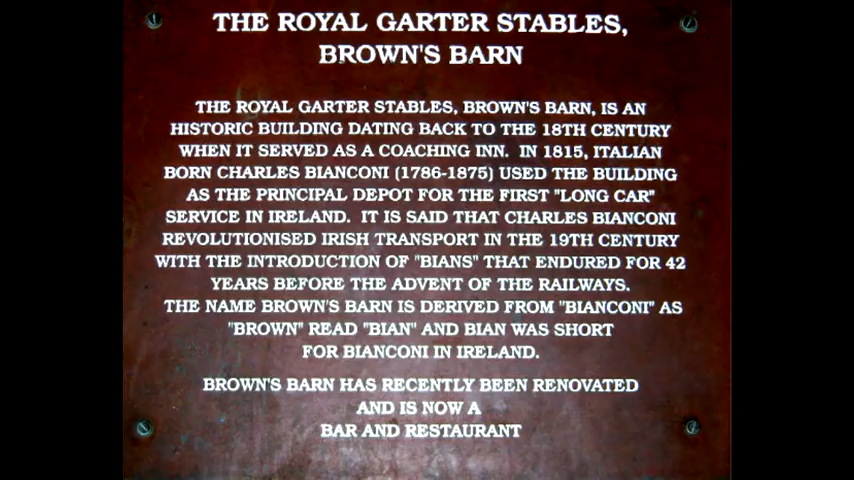 THE ROYAL GARTER STABLES,
BROWN'S BARN
THE ROYAL GARTER STABLES, BROWN'S BARN, IS AN
HISTORIC BUILDING DATING BACK TO THE 18TH CENTURY
WHEN IT SERVED AS A COACHING INN. IN 1815, ITALIAN
BORN CHARLES BIANCONI (1786-1875) USED THE BUILDING
AS THE PRINCIPAL DEPOT FOR THE FIRST "LONG CAR"
SERVICE IN IRELAND. IT IS SAID THAT CHARLES BIANCONI
REVOLUTIONISED IRISH TRANSPORT IN THE 19TH CENTURY
WITH THE INTRODUCTION OF "BIANS" THAT ENDURED FOR 42
YEARS BEFORE THE ADVENT OF THE RAILWAYS.
THE NAME BROWN'S BARN IS DERIVED FROM "BIANCONI" AS
"BROWN" READ "BIAN" AND BIAN WAS SHORT
FOR BIANCONI IN IRELAND.
BROWN'S BARN HAS RECENTLY BEEN RENOVATED
AND IS NOW A
BAR AND RESTAURANT